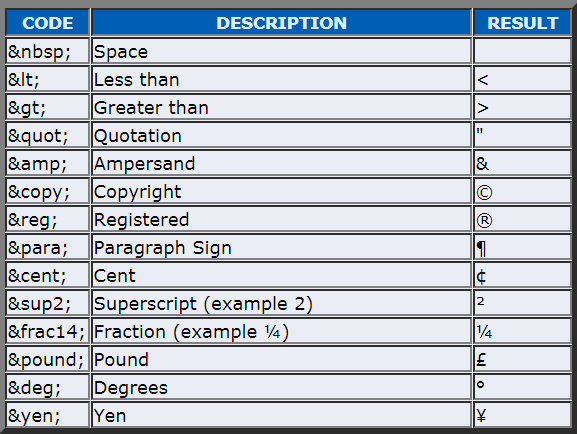 CODE DESCRIPTION RESULT
&nbsp; Space
&lt; Less than <
&gt; Greater than >
&quot; Quotation "
&amp; Ampersand &
&copy; Copyright ©
&reg; Registered ®
&para; Paragraph Sign ¶
&cent; Cent ¢
&sup2; Superscript (example 2) ²
&frac14; Fraction (example ¼) ¼
&pound; Pound £
&deg; Degrees °
&yen; Yen ¥